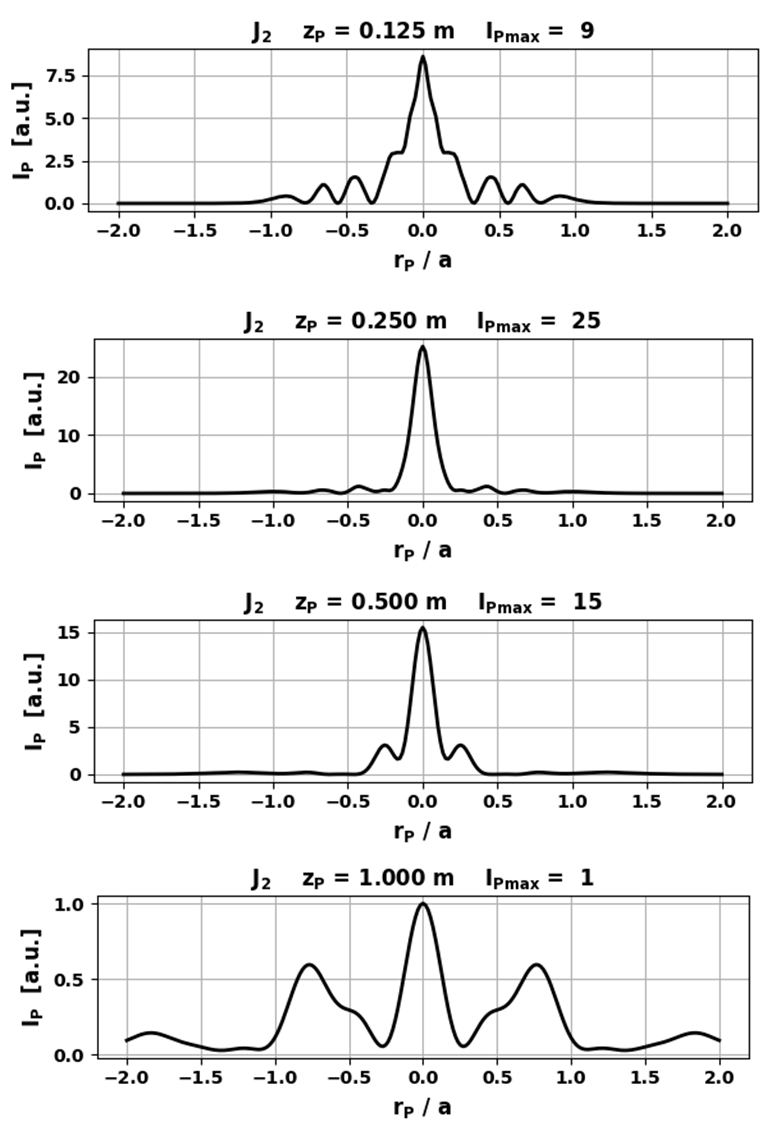 J₂ z_P = 0.125 m I_Pmax = 9
7.5
5.0
2.5
0.0
I_P [a.u.]
−2.0 −1.5 −1.0 −0.5 0.0 0.5 1.0 1.5 2.0
r_P / a
J₂ z_P = 0.250 m I_Pmax = 25
20
10
0
I_P [a.u.]
−2.0 −1.5 −1.0 −0.5 0.0 0.5 1.0 1.5 2.0
r_P / a
J₂ z_P = 0.500 m I_Pmax = 15
15
10
5
0
I_P [a.u.]
−2.0 −1.5 −1.0 −0.5 0.0 0.5 1.0 1.5 2.0
r_P / a
J₂ z_P = 1.000 m I_Pmax = 1
1.0
0.5
0.0
I_P [a.u.]
−2.0 −1.5 −1.0 −0.5 0.0 0.5 1.0 1.5 2.0
r_P / a